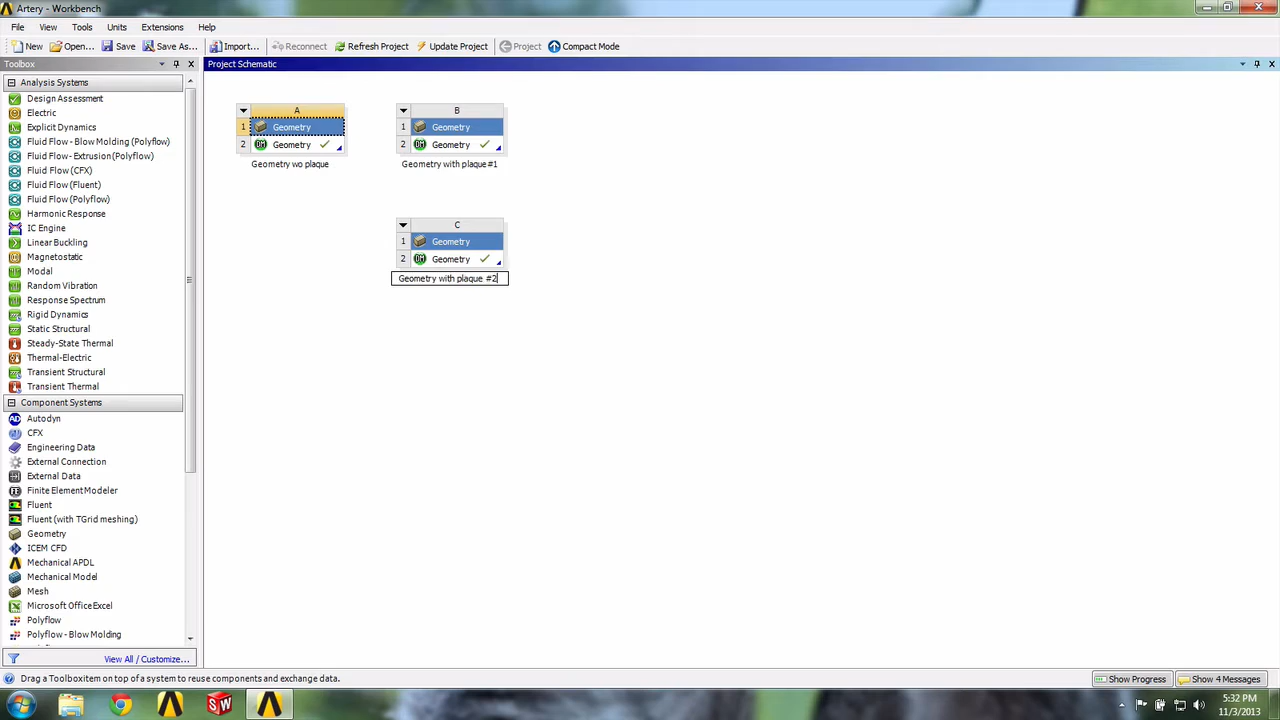 Artery - Workbench
File View Tools Units Extensions Help
New Open... Save Save As... Import... Reconnect Refresh Project Update Project Project Compact Mode
Toolbox
Project Schematic
Analysis Systems
Design Assessment
Electric
Explicit Dynamics
Fluid Flow - Blow Molding (Polyflow)
Fluid Flow - Extrusion (Polyflow)
Fluid Flow (CFX)
Fluid Flow (Fluent)
Fluid Flow (Polyflow)
Harmonic Response
IC Engine
Linear Buckling
Magnetostatic
Modal
Random Vibration
Response Spectrum
Rigid Dynamics
Static Structural
Steady-State Thermal
Thermal-Electric
Transient Structural
Transient Thermal
Component Systems
Autodyn
CFX
Engineering Data
External Connection
External Data
Finite Element Modeler
Fluent
Fluent (with TGrid meshing)
Geometry
ICEM CFD
Mechanical APDL
Mechanical Model
Mesh
Microsoft Office Excel
Polyflow
Polyflow - Blow Molding
View All / Customize...
A
1 Geometry
2 Geometry
Geometry wo plaque
B
1 Geometry
2 Geometry
Geometry with plaque#1
C
1 Geometry
2 Geometry
Geometry with plaque #2
Drag a Toolbox item on top of a system to reuse components and exchange data.
Show Progress Show 4 Messages
5:32 PM
11/3/2013